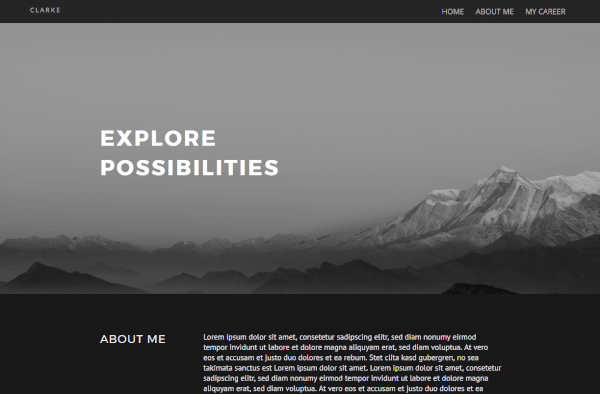 CLARKE
HOME ABOUT ME MY CAREER
EXPLORE
POSSIBILITIES
ABOUT ME
Lorem ipsum dolor sit amet, consetetur sadipscing elitr, sed diam nonumy eirmod
tempor invidunt ut labore et dolore magna aliquyam erat, sed diam voluptua. At vero
eos et accusam et justo duo dolores et ea rebum. Stet clita kasd gubergren, no sea
takimata sanctus est Lorem ipsum dolor sit amet. Lorem ipsum dolor sit amet, consetetur
sadipscing elitr, sed diam nonumy eirmod tempor invidunt ut labore et dolore magna
aliquyam erat, sed diam voluptua. At vero eos et accusam et justo duo dolores et ea